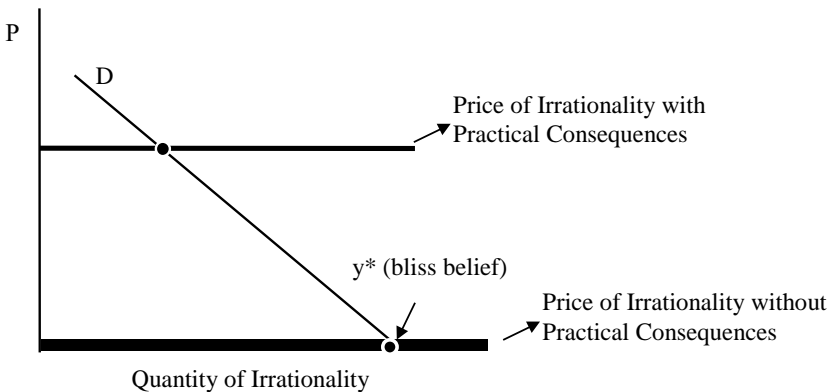 P
D
Price of Irrationality with
Practical Consequences
y* (bliss belief)
Price of Irrationality without
Practical Consequences
Quantity of Irrationality